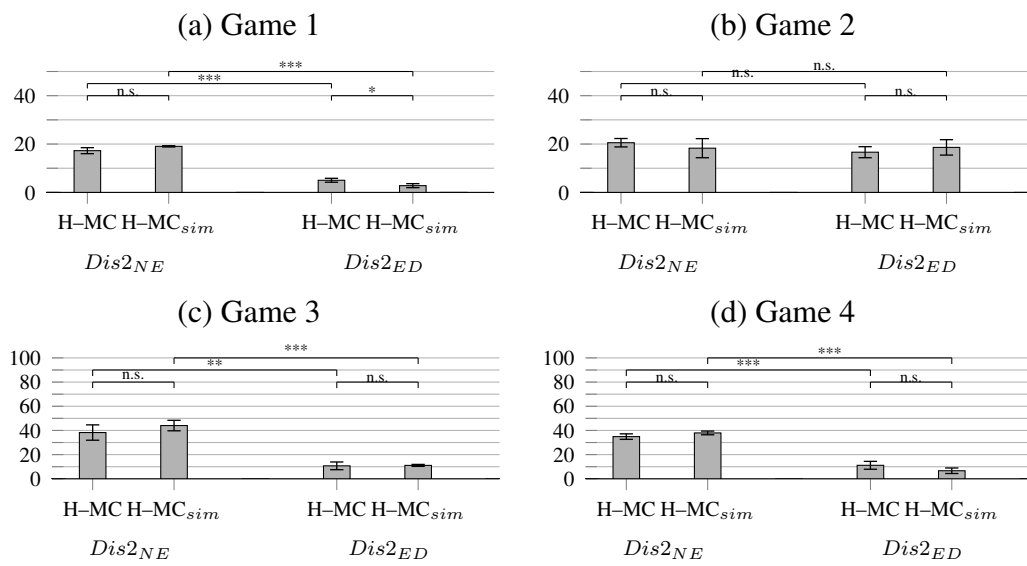 (a) Game 1
***
***
n.s.
*
40
20
0
H–MC H–MC_sim H–MC H–MC_sim
Dis2_NE Dis2_ED
(b) Game 2
n.s.
n.s.
n.s.
n.s.
40
20
0
H–MC H–MC_sim H–MC H–MC_sim
Dis2_NE Dis2_ED
(c) Game 3
***
**
n.s.
n.s.
100
80
60
40
20
0
H–MC H–MC_sim H–MC H–MC_sim
Dis2_NE Dis2_ED
(d) Game 4
***
***
n.s.
n.s.
100
80
60
40
20
0
H–MC H–MC_sim H–MC H–MC_sim
Dis2_NE Dis2_ED